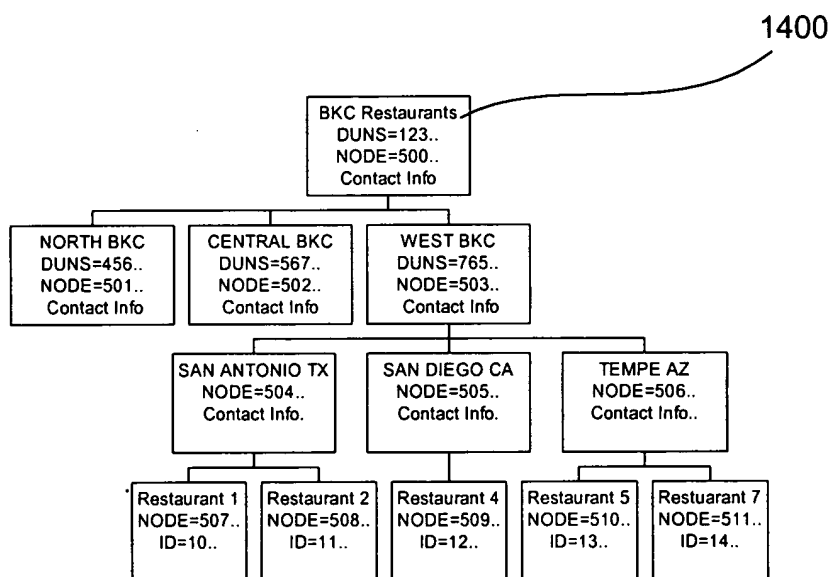 1400
BKC Restaurants
DUNS=123..
NODE=500..
Contact Info
NORTH BKC
DUNS=456..
NODE=501..
Contact Info
CENTRAL BKC
DUNS=567..
NODE=502..
Contact Info
WEST BKC
DUNS=765..
NODE=503..
Contact Info
SAN ANTONIO TX
NODE=504..
Contact Info.
SAN DIEGO CA
NODE=505..
Contact Info.
TEMPE AZ
NODE=506..
Contact Info..
Restaurant 1
NODE=507..
ID=10..
Restaurant 2
NODE=508..
ID=11..
Restaurant 4
NODE=509..
ID=12..
Restaurant 5
NODE=510..
ID=13..
Restuarant 7
NODE=511..
ID=14..